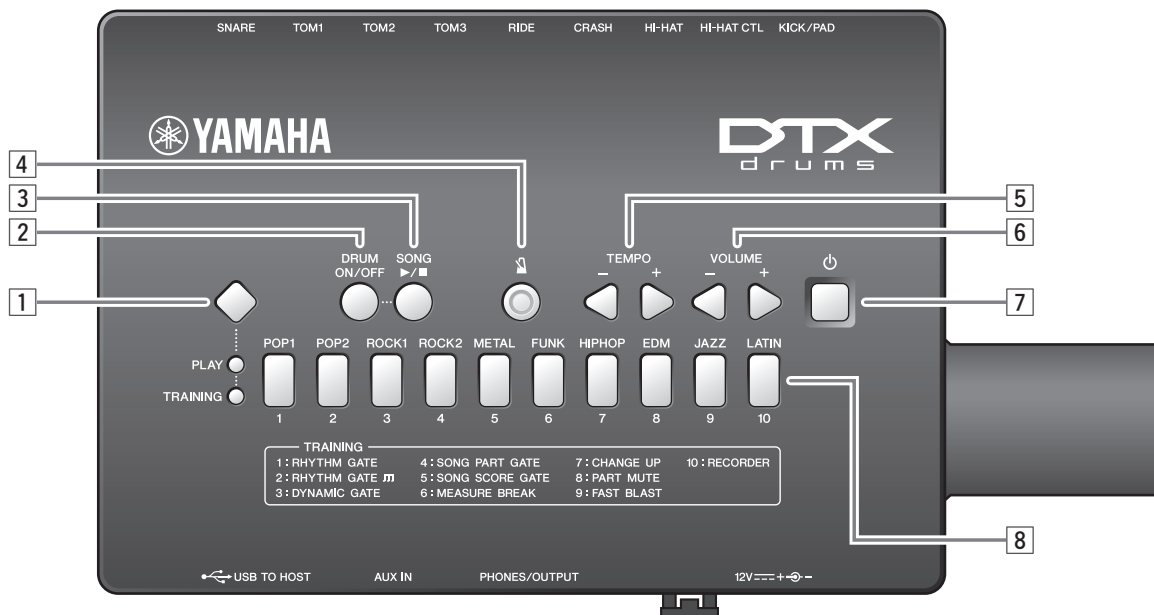 SNARE TOM1 TOM2 TOM3 RIDE CRASH HI-HAT HI-HAT CTL KICK/PAD
YAMAHA
DTX
drums
4
3
2
1
5
6
7
8
DRUM
ON/OFF
SONG
►/■
TEMPO
– +
VOLUME
– +
PLAY
TRAINING
POP1 POP2 ROCK1 ROCK2 METAL FUNK HIPHOP EDM JAZZ LATIN
1 2 3 4 5 6 7 8 9 10
TRAINING
1 : RHYTHM GATE
2 : RHYTHM GATE
3 : DYNAMIC GATE
4 : SONG PART GATE
5 : SONG SCORE GATE
6 : MEASURE BREAK
7 : CHANGE UP
8 : PART MUTE
9 : FAST BLAST
10 : RECORDER
USB TO HOST AUX IN PHONES/OUTPUT 12V + –